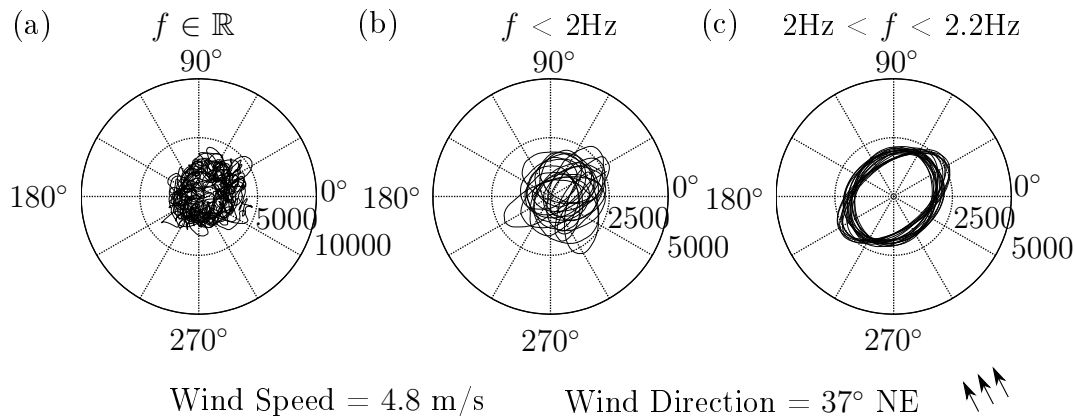 (a) f ∈ ℝ (b) f < 2Hz (c) 2Hz < f < 2.2Hz
90° 90° 90°
180° 0° 180° 0° 180° 0°
5000 2500 2500
10000 5000 5000
270° 270° 270°
Wind Speed = 4.8 m/s Wind Direction = 37° NE